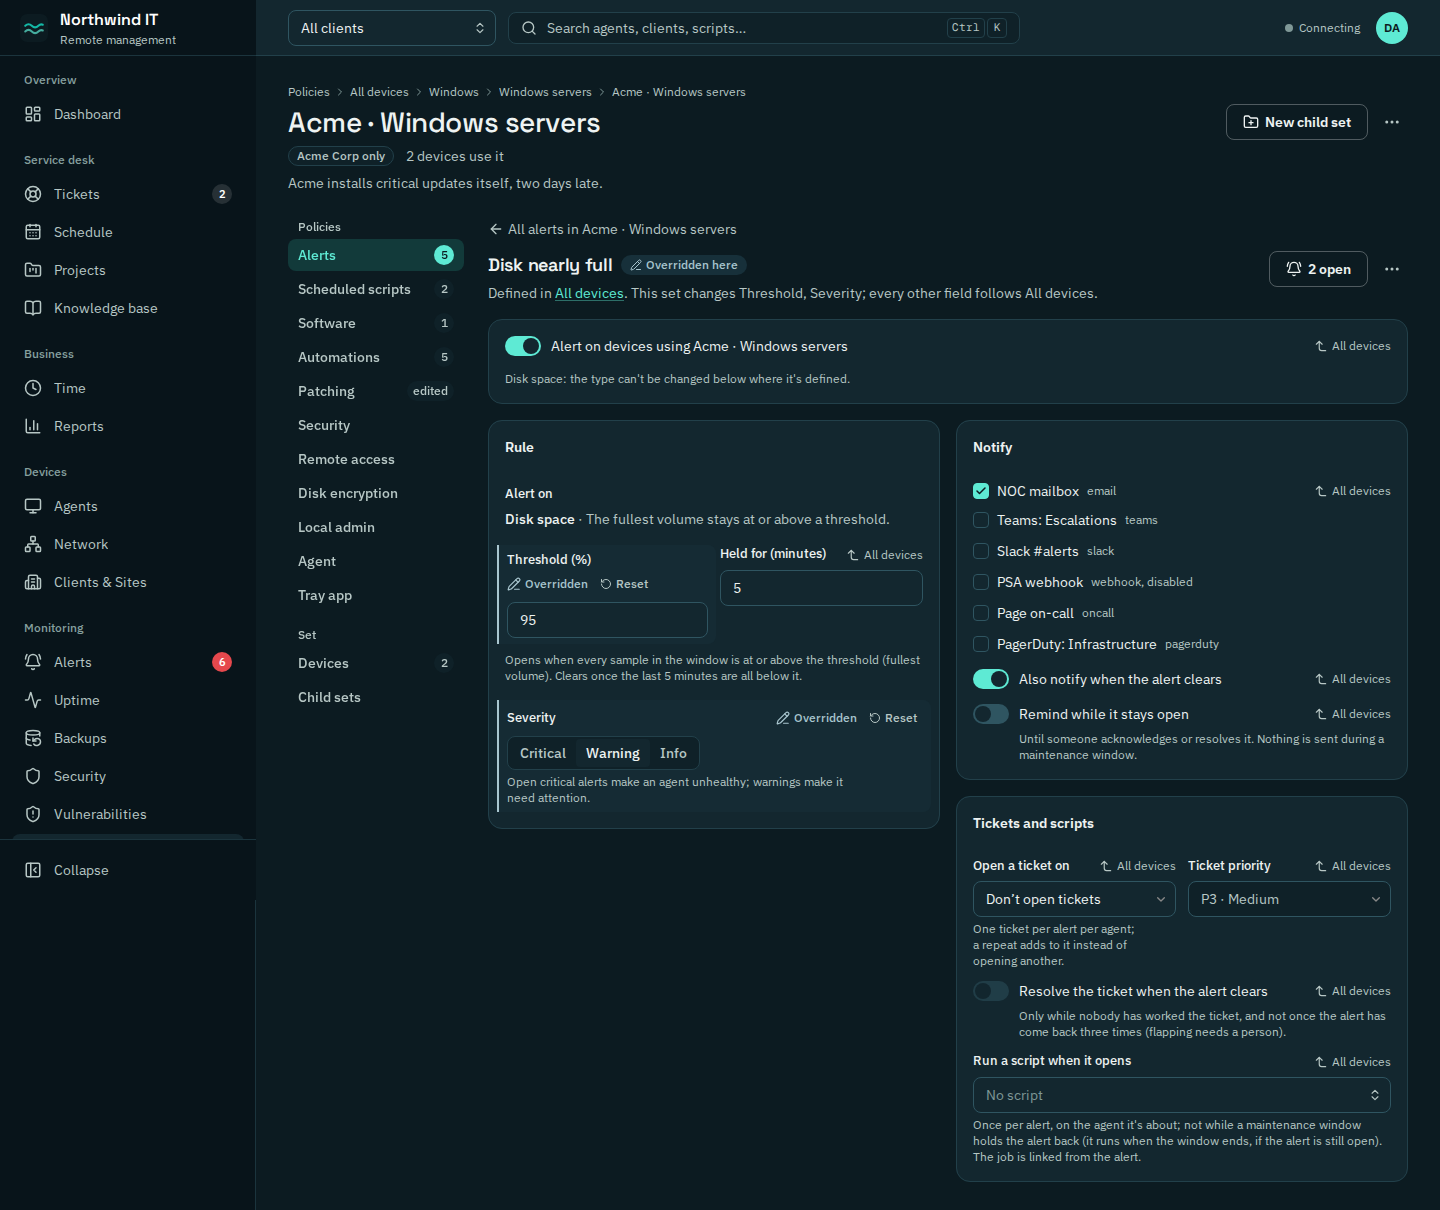 Northwind IT
Remote management
All clients
Search agents, clients, scripts...
Ctrl K
Connecting
DA
Overview
Dashboard
Service desk
Tickets 2
Schedule
Projects
Knowledge base
Business
Time
Reports
Devices
Agents
Network
Clients & Sites
Monitoring
Alerts 6
Uptime
Backups
Security
Vulnerabilities
Collapse
Policies > All devices > Windows > Windows servers > Acme · Windows servers
Acme · Windows servers
New child set
Acme Corp only
2 devices use it
Acme installs critical updates itself, two days late.
Policies
Alerts 5
Scheduled scripts 2
Software 1
Automations 5
Patching edited
Security
Remote access
Disk encryption
Local admin
Agent
Tray app
Set
Devices 2
Child sets
All alerts in Acme · Windows servers
Disk nearly full
Overridden here
2 open
Defined in All devices. This set changes Threshold, Severity; every other field follows All devices.
Alert on devices using Acme · Windows servers
All devices
Disk space: the type can't be changed below where it's defined.
Rule
Alert on
Disk space · The fullest volume stays at or above a threshold.
Threshold (%)
Overridden
Reset
95
Held for (minutes)
All devices
5
Opens when every sample in the window is at or above the threshold (fullest
volume). Clears once the last 5 minutes are all below it.
Severity
Overridden
Reset
Critical
Warning
Info
Open critical alerts make an agent unhealthy; warnings make it
need attention.
Notify
NOC mailbox email
All devices
Teams: Escalations teams
Slack #alerts slack
PSA webhook webhook, disabled
Page on-call oncall
PagerDuty: Infrastructure pagerduty
Also notify when the alert clears
All devices
Remind while it stays open
All devices
Until someone acknowledges or resolves it. Nothing is sent during a
maintenance window.
Tickets and scripts
Open a ticket on
All devices
Don't open tickets
One ticket per alert per agent;
a repeat adds to it instead of
opening another.
Ticket priority
All devices
P3 · Medium
Resolve the ticket when the alert clears
All devices
Only while nobody has worked the ticket, and not once the alert has
come back three times (flapping needs a person).
Run a script when it opens
All devices
No script
Once per alert, on the agent it's about; not while a maintenance window
holds the alert back (it runs when the window ends, if the alert is still open).
The job is linked from the alert.